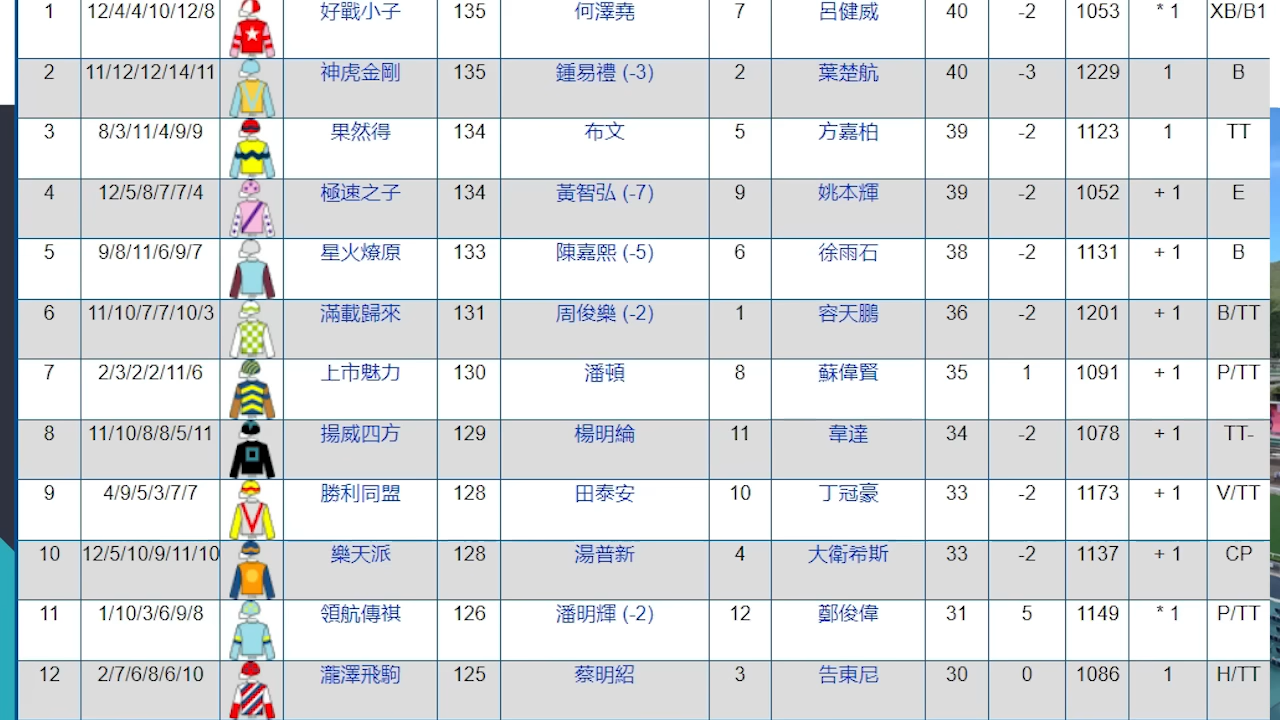 1 12/4/4/10/12/8 好戰小子 135 何澤堯 7 呂健威 40 -2 1053 * 1 XB/B1
2 11/12/12/14/11 神虎金剛 135 鍾易禮 (-3) 2 葉楚航 40 -3 1229 1 B
3 8/3/11/4/9/9 果然得 134 布文 5 方嘉柏 39 -2 1123 1 TT
4 12/5/8/7/7/4 極速之子 134 黃智弘 (-7) 9 姚本輝 39 -2 1052 + 1 E
5 9/8/11/6/9/7 星火燎原 133 陳嘉熙 (-5) 6 徐雨石 38 -2 1131 + 1 B
6 11/10/7/7/10/3 滿載歸來 131 周俊樂 (-2) 1 容天鵬 36 -2 1201 + 1 B/TT
7 2/3/2/2/11/6 上市魅力 130 潘頓 8 蘇偉賢 35 1 1091 + 1 P/TT
8 11/10/8/8/5/11 揚威四方 129 楊明綸 11 韋達 34 -2 1078 + 1 TT-
9 4/9/5/3/7/7 勝利同盟 128 田泰安 10 丁冠豪 33 -2 1173 + 1 V/TT
10 12/5/10/9/11/10 樂天派 128 湯普新 4 大衛希斯 33 -2 1137 + 1 CP
11 1/10/3/6/9/8 領航傳祺 126 潘明輝 (-2) 12 鄭俊偉 31 5 1149 * 1 P/TT
12 2/7/6/8/6/10 瀧澤飛駒 125 蔡明紹 3 告東尼 30 0 1086 1 H/TT